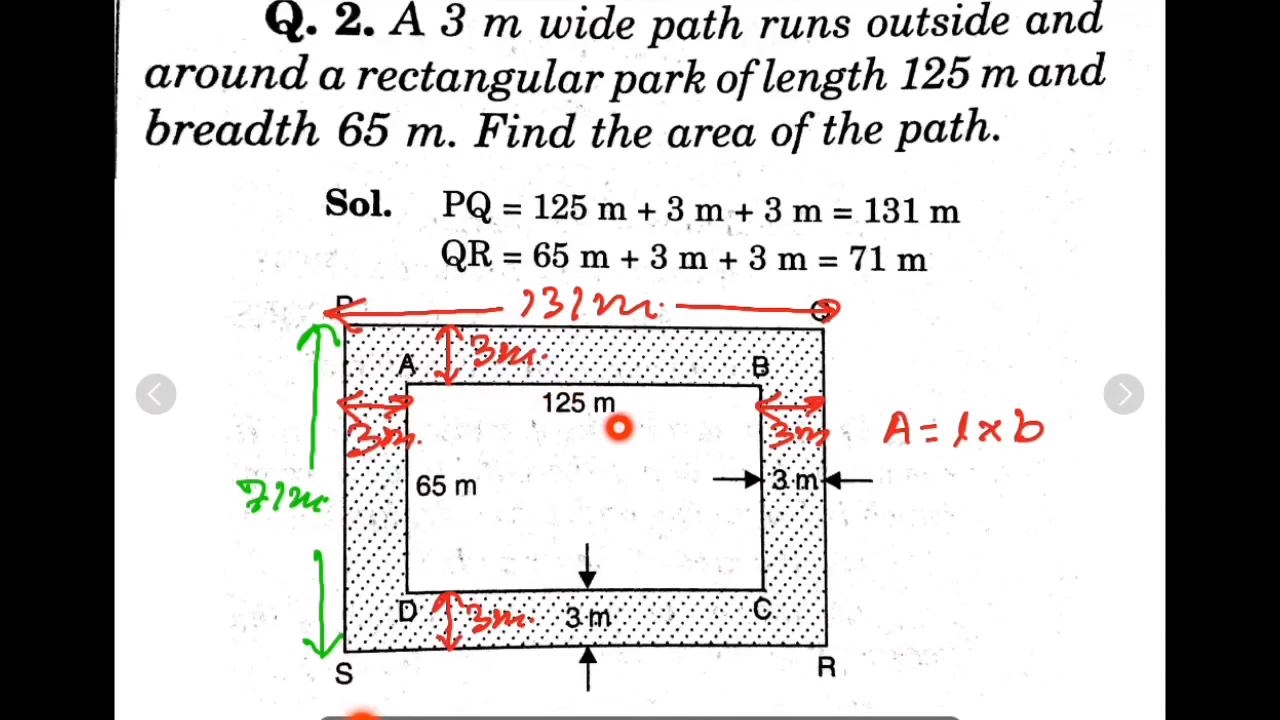 Q. 2. A 3 m wide path runs outside and
around a rectangular park of length 125 m and
breadth 65 m. Find the area of the path.
Sol. PQ = 125 m + 3 m + 3 m = 131 m
QR = 65 m + 3 m + 3 m = 71 m
P 131m. Q
3m.
A B
125 m
3m. 3m A = l × b
65 m 3 m
71m
D 3m. 3 m C
S R